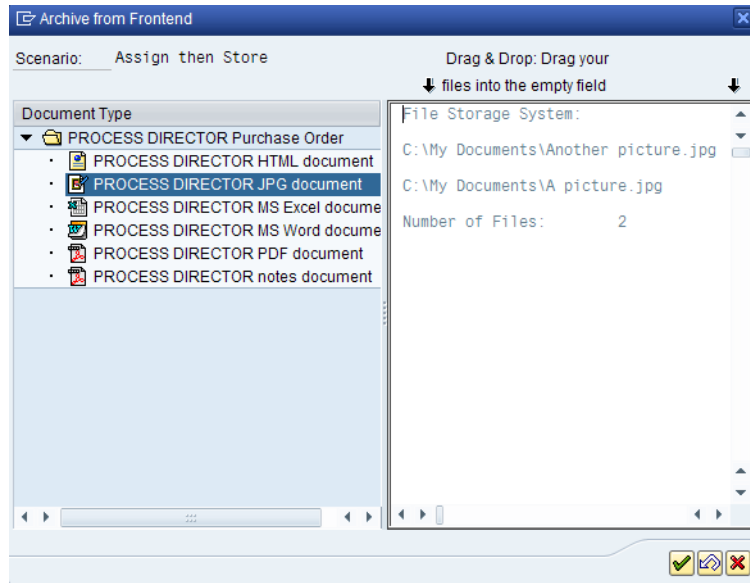 Archive from Frontend
Scenario: Assign then Store
Drag & Drop: Drag your
files into the empty field
Document Type
PROCESS DIRECTOR Purchase Order
PROCESS DIRECTOR HTML document
PROCESS DIRECTOR JPG document
PROCESS DIRECTOR MS Excel docume
PROCESS DIRECTOR MS Word docume
PROCESS DIRECTOR PDF document
PROCESS DIRECTOR notes document
File Storage System:
C:\My Documents\Another picture.jpg
C:\My Documents\A picture.jpg
Number of Files: 2